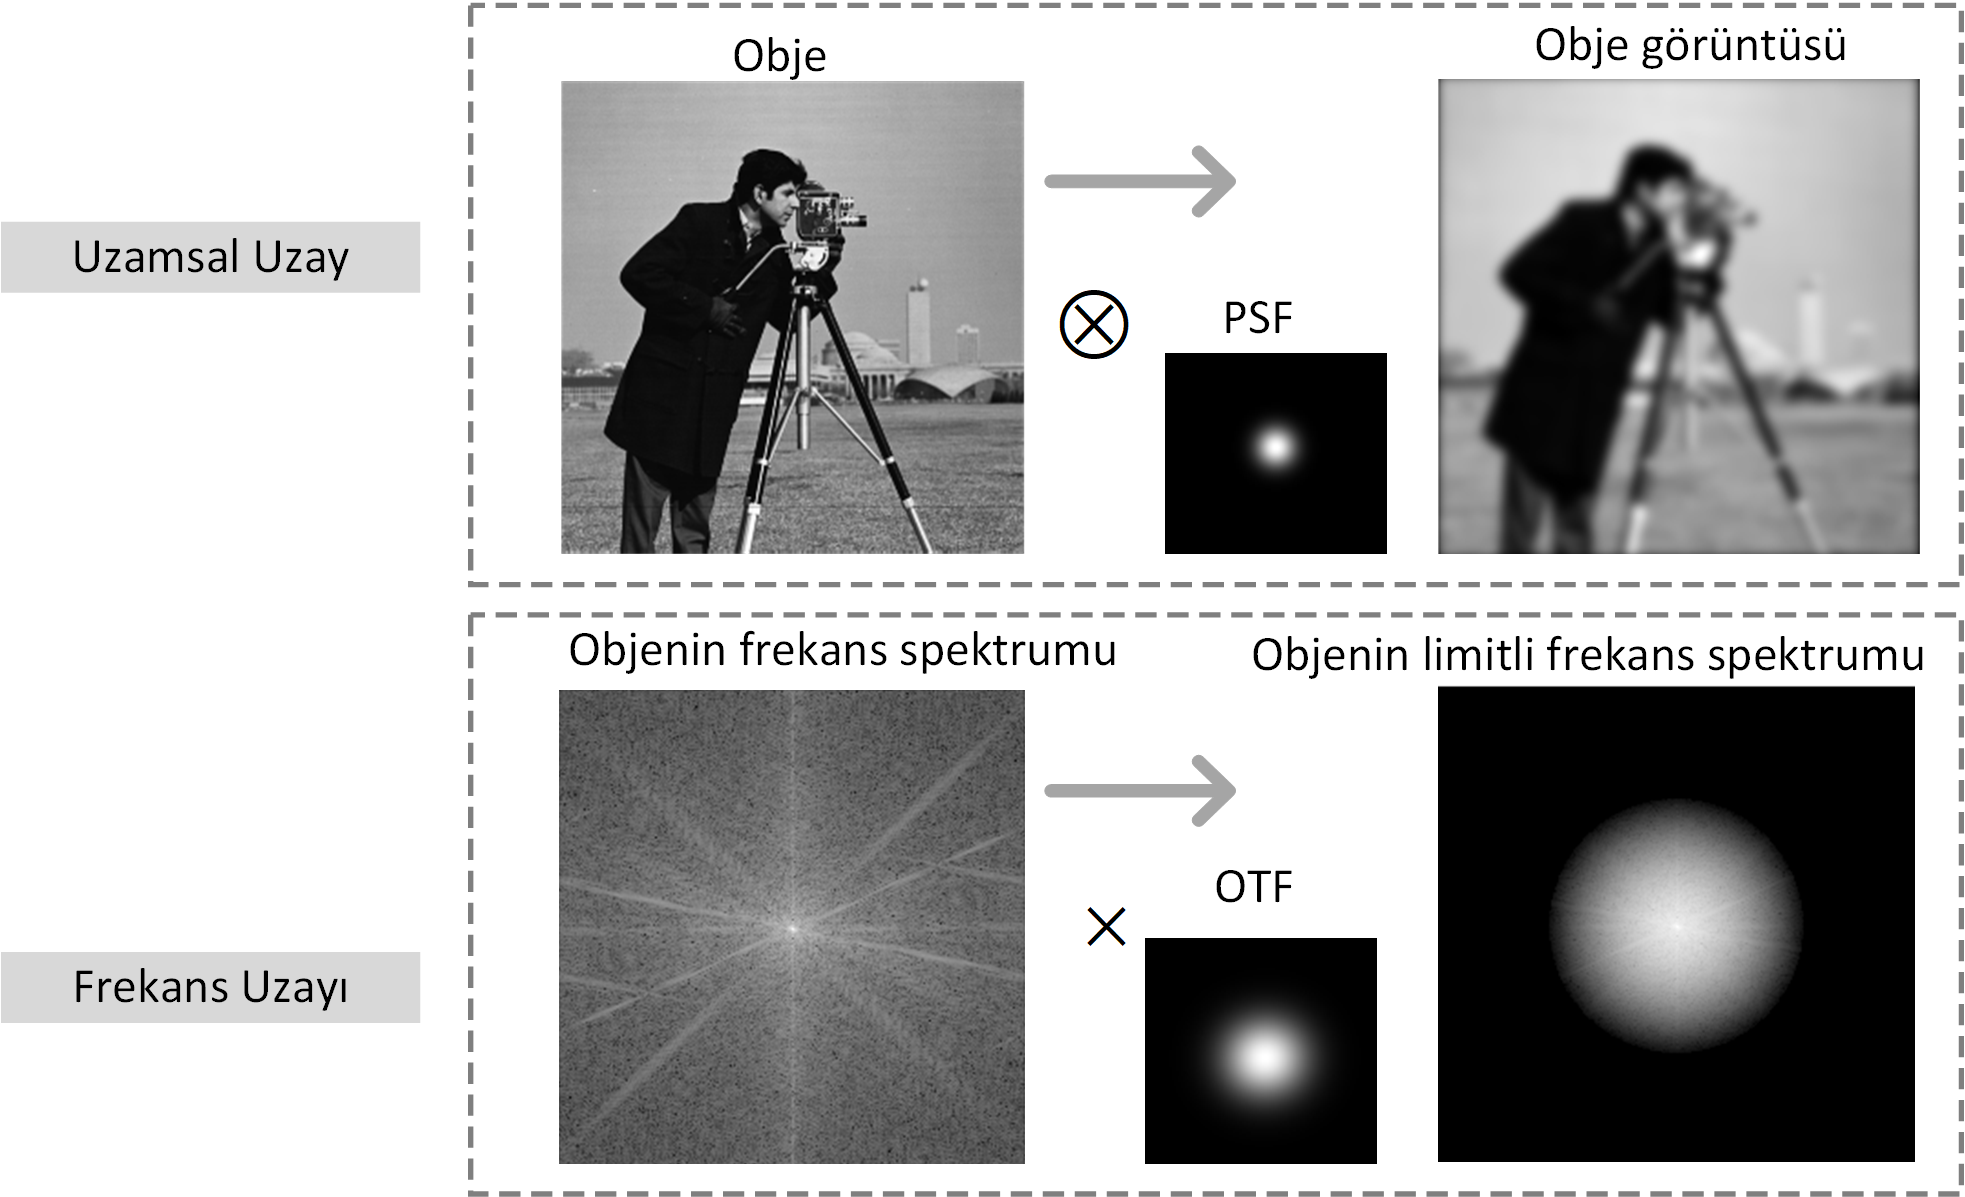 Obje
Obje görüntüsü
Uzamsal Uzay
PSF
Objenin frekans spektrumu
Objenin limitli frekans spektrumu
OTF
Frekans Uzayı